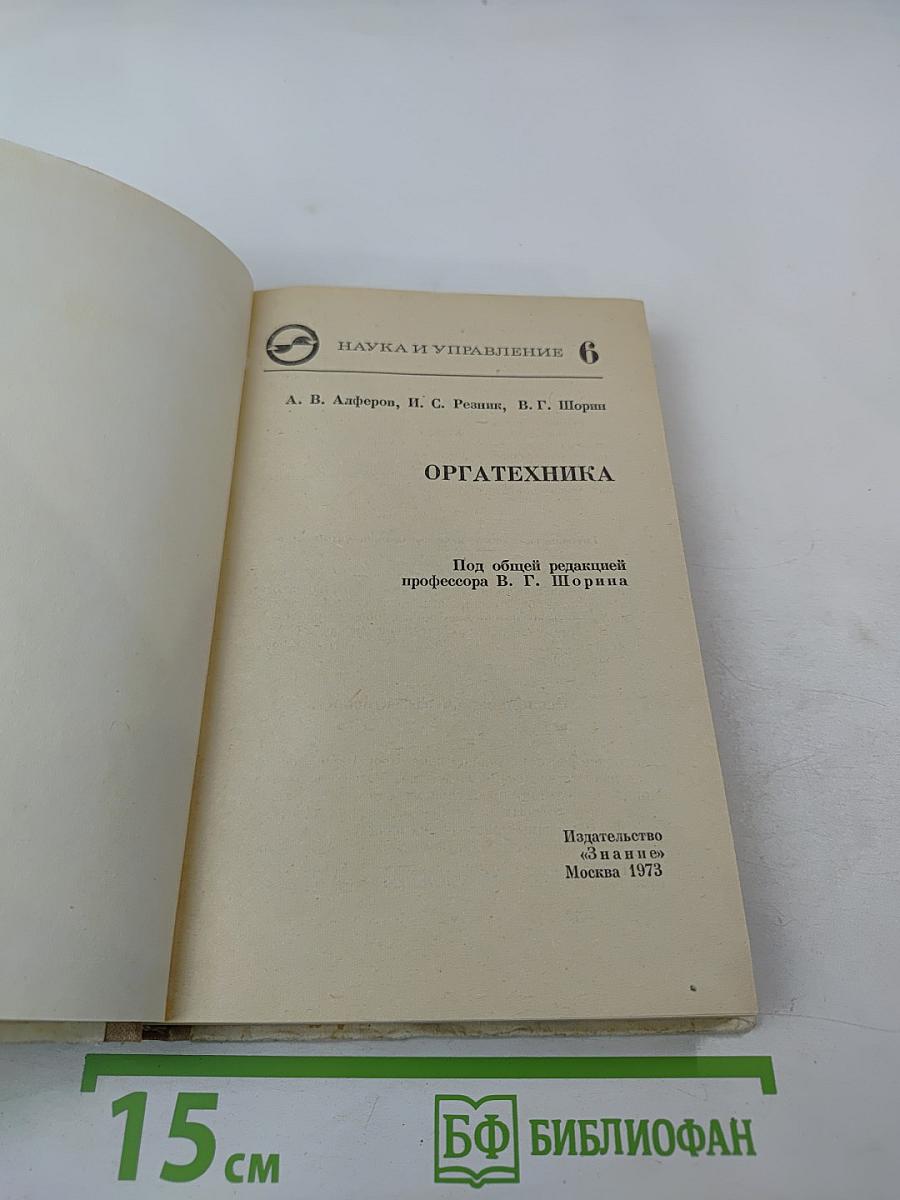 НАУКА И УПРАВЛЕНИЕ 6
А. В. Алферов, И. С. Резник, В. Г. Шорин
ОРГАТЕХНИКА
Под общей редакцией
профессора В. Г. Шорина
Издательство
«Знание»
Москва 1973
15 см
БФ БИБЛИОФАН